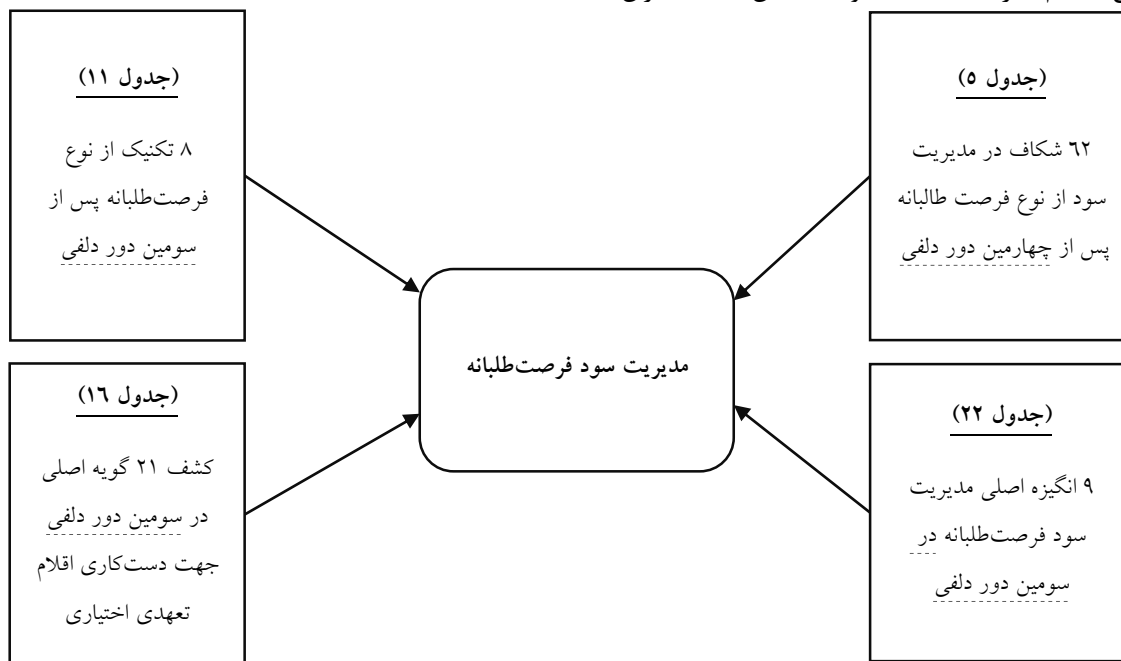 (جدول ۵)
۶۲ شکاف در مدیریت
سود از نوع فرصت طالبانه
پس از چهارمین دور دلفی
(جدول ۱۱)
۸ تکنیک از نوع
فرصت‌طلبانه پس از
سومین دور دلفی
مدیریت سود فرصت‌طلبانه
(جدول ۲۲)
۹ انگیزه اصلی مدیریت
سود فرصت‌طلبانه در
سومین دور دلفی
(جدول ۱۶)
کشف ۲۱ گویه اصلی
در سومین دور دلفی
جهت دست‌کاری اقلام
تعهدی اختیاری